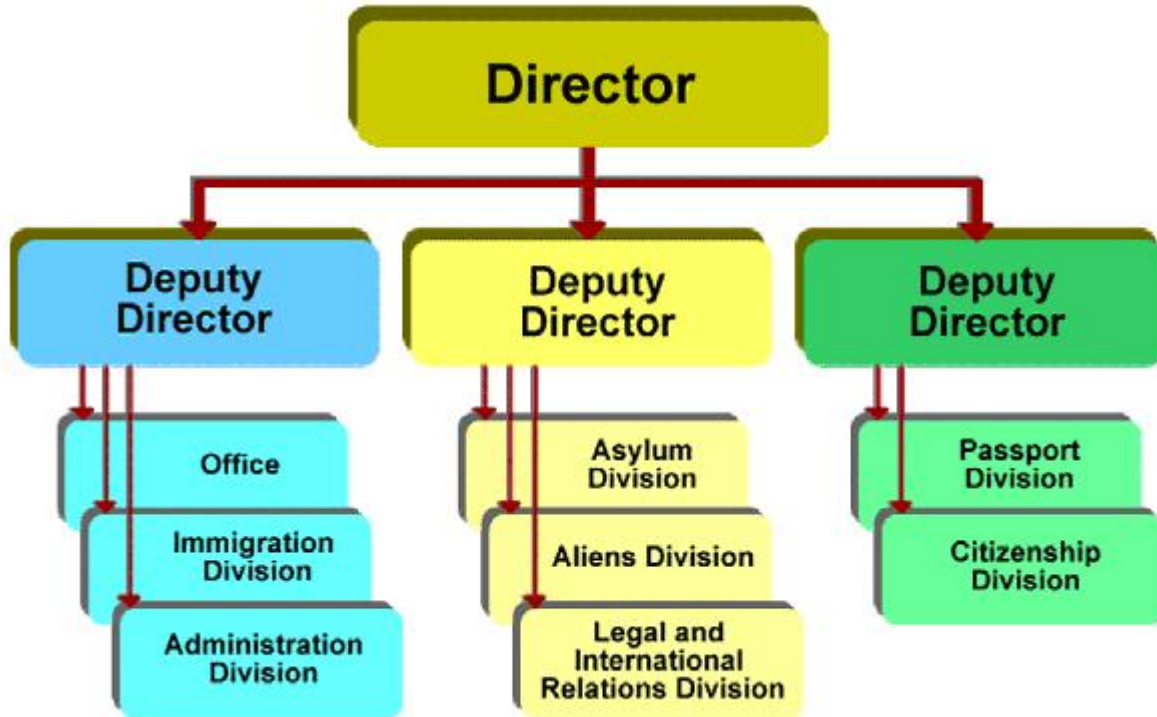 Director
Deputy
Director
Deputy
Director
Deputy
Director
Office
Immigration
Division
Administration
Division
Asylum
Division
Aliens Division
Legal and
International
Relations Division
Passport
Division
Citizenship
Division